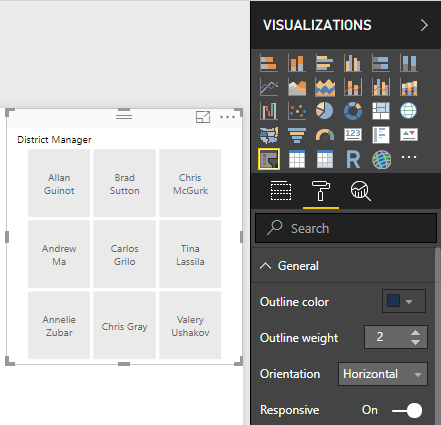 VISUALIZATIONS
123
R
District Manager
Allan
Guinot
Brad
Sutton
Chris
McGurk
Andrew
Ma
Carlos
Grilo
Tina
Lassila
Annelie
Zubar
Chris Gray
Valery
Ushakov
Search
General
Outline color
Outline weight 2
Orientation Horizontal
Responsive On